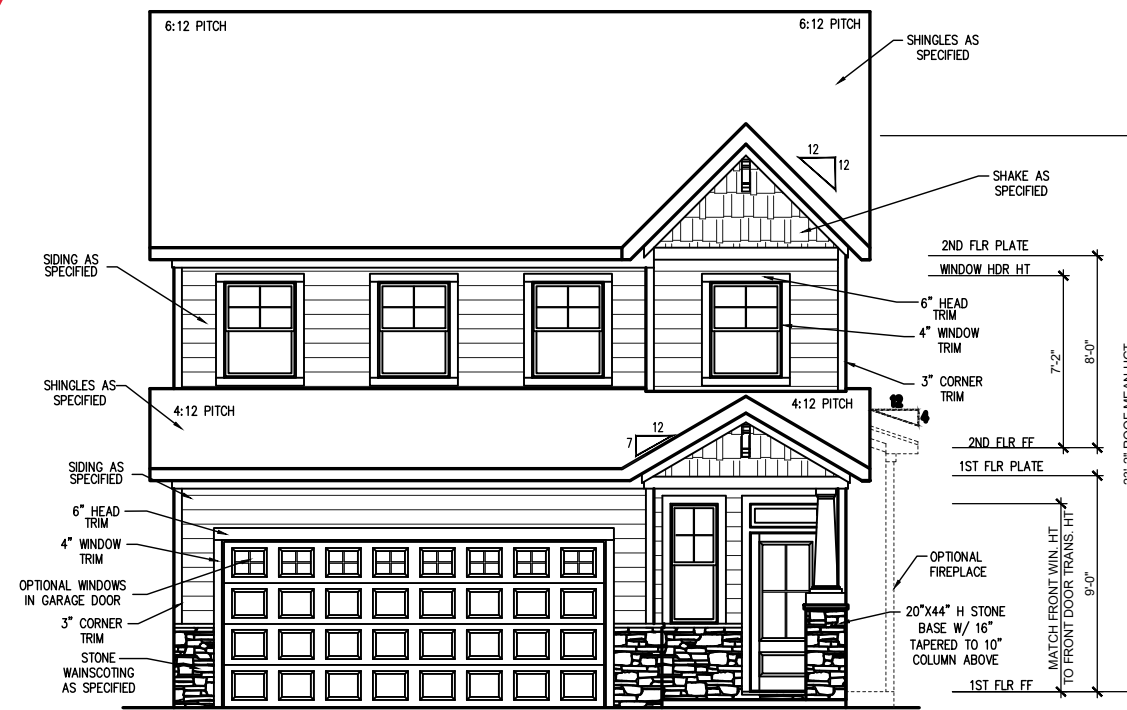 6:12 PITCH
6:12 PITCH
SHINGLES AS
SPECIFIED
12
12
SHAKE AS
SPECIFIED
SIDING AS
SPECIFIED
2ND FLR PLATE
WINDOW HDR HT
6" HEAD
TRIM
4" WINDOW
TRIM
7'-2"
8'-0"
3" CORNER
TRIM
SHINGLES AS
SPECIFIED
4:12 PITCH
4:12 PITCH
12
4
12
7
2ND FLR FF
1ST FLR PLATE
SIDING AS
SPECIFIED
6" HEAD
TRIM
4" WINDOW
TRIM
OPTIONAL WINDOWS
IN GARAGE DOOR
3" CORNER
TRIM
STONE
WAINSCOTING
AS SPECIFIED
OPTIONAL
FIREPLACE
20"X44" H STONE
BASE W/ 16"
TAPERED TO 10"
COLUMN ABOVE
MATCH FRONT WIN. HT
TO FRONT DOOR TRANS. HT
9'-0"
1ST FLR FF